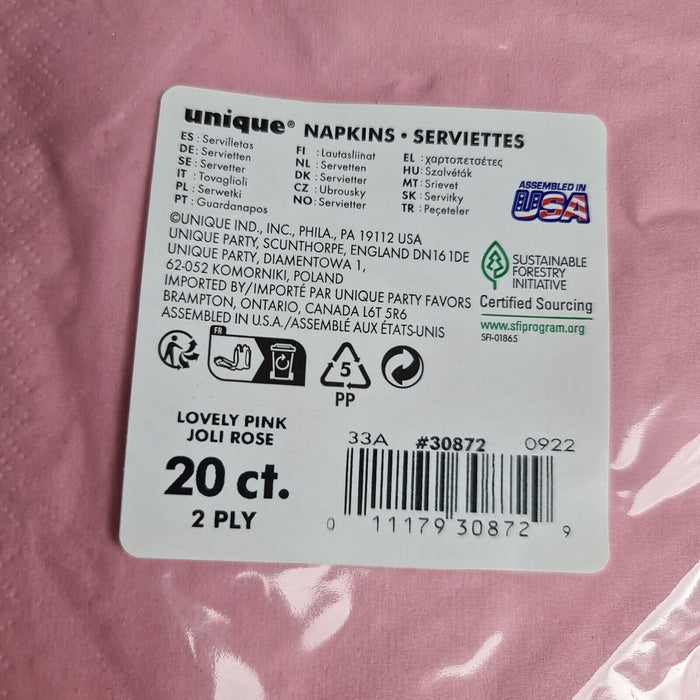 unique® NAPKINS • SERVIETTES
ES : Servilletas
DE : Servietten
SE : Servetter
IT : Tovaglioli
PL : Serwetki
PT : Guardanapos
FI : Lautasliinat
NL : Servetten
DK : Servietter
CZ : Ubrousky
NO : Servietter
EL : χαρτοπετσέτες
HU : Szalvéták
MT : Srievet
SK : Servítky
TR : Peçeteler
ASSEMBLED IN
USA
©UNIQUE IND., INC., PHILA., PA 19112 USA
UNIQUE PARTY, SCUNTHORPE, ENGLAND DN16 1DE
UNIQUE PARTY, DIAMENTOWA 1,
62-052 KOMORNIKI, POLAND
IMPORTED BY/IMPORTÉ PAR UNIQUE PARTY FAVORS
BRAMPTON, ONTARIO, CANADA L6T 5R6
ASSEMBLED IN U.S.A./ASSEMBLÉ AUX ÉTATS-UNIS
SUSTAINABLE
FORESTRY
INITIATIVE
Certified Sourcing
www.sfiprogram.org
SFI-01865
FR
5
PP
LOVELY PINK
JOLI ROSE
20 ct.
2 PLY
33A #30872 0922
0 11179 30872 9